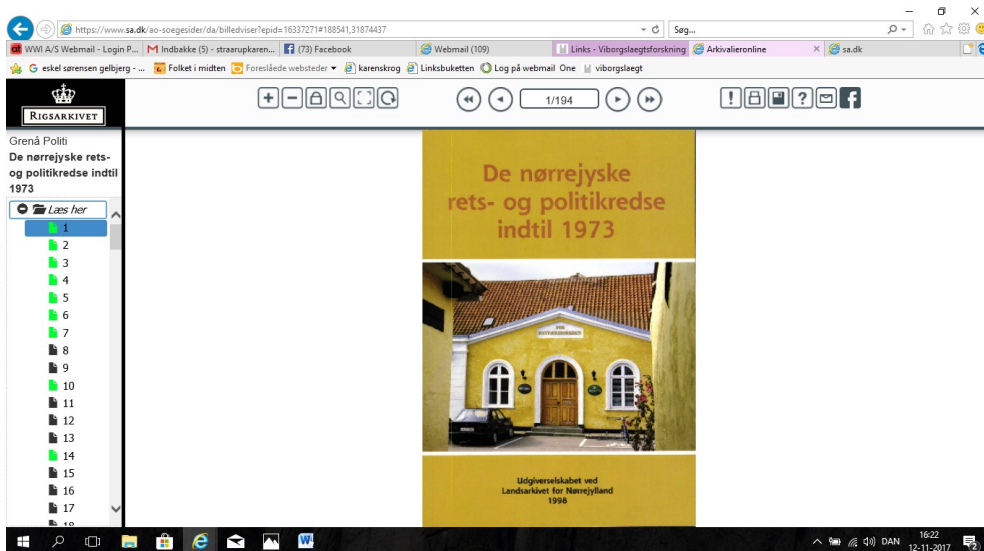 https://www.sa.dk/ao-soegesider/da/billedviser?epid=16337271#188541,31874437
Søg...
WWI A/S Webmail - Login P...
Indbakke (5) - straarupkaren...
(73) Facebook
Webmail (109)
Links - Viborgslaegtsforskning
Arkivalieronline
sa.dk
eskel sørensen gelbjerg - ...
Folket i midten
Foreslåede websteder
karenskrog
Linksbuketten
Log på webmail One
viborgslaegt
RIGSARKIVET
1/194
Grenå Politi
De nørrejyske rets-
og politikredse indtil
1973
Læs her
1
2
3
4
5
6
7
8
9
10
11
12
13
14
15
16
17
18
De nørrejyske
rets- og politikredse
indtil 1973
Udgiverselskabet ved
Landsarkivet for Nørrejylland
1998
DAN
16:22
12-11-2017